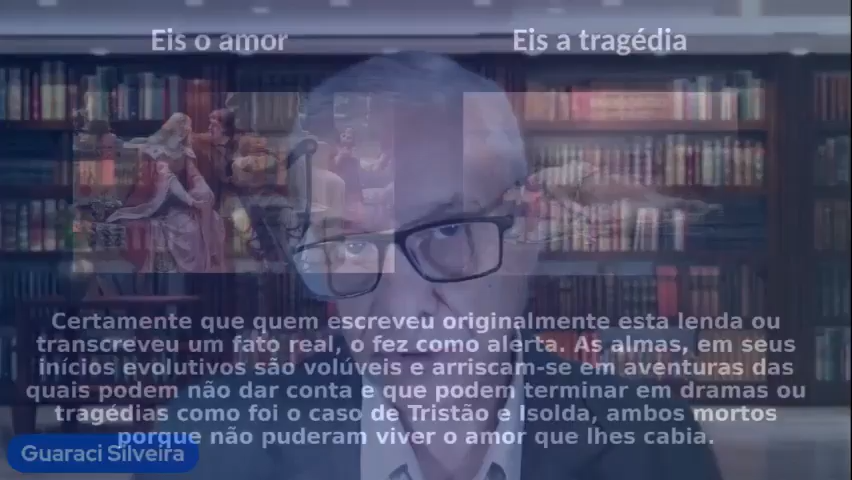 Eis o amor
Eis a tragédia
Certamente que quem escreveu originalmente esta lenda ou
transcreveu um fato real, o fez como alerta. As almas, em seus
inícios evolutivos são volúveis e arriscam-se em aventuras das
quais podem não dar conta e que podem terminar em dramas ou
tragédias como foi o caso de Tristão e Isolda, ambos mortos
porque não puderam viver o amor que lhes cabia.
Guaraci Silveira